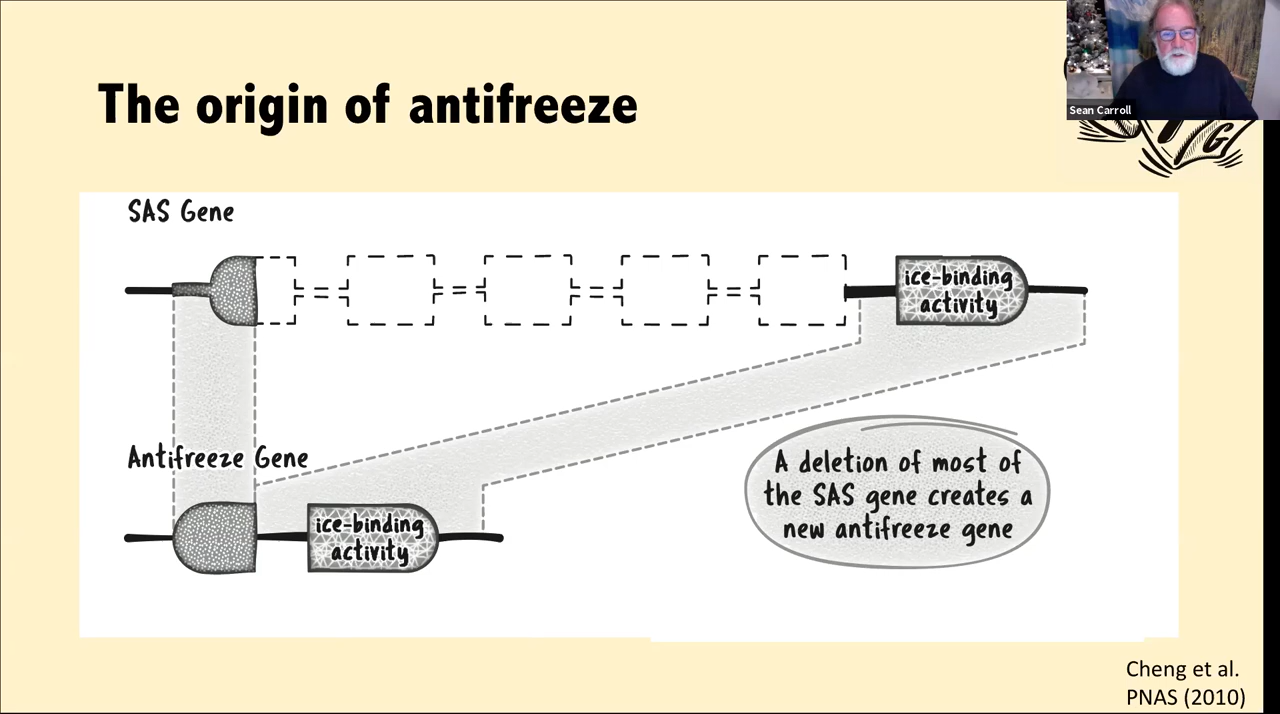 The origin of antifreeze
Sean Carroll
G
SAS Gene
ice-binding
activity
Antifreeze Gene
ice-binding
activity
A deletion of most of
the SAS gene creates a
new antifreeze gene
Cheng et al.
PNAS (2010)